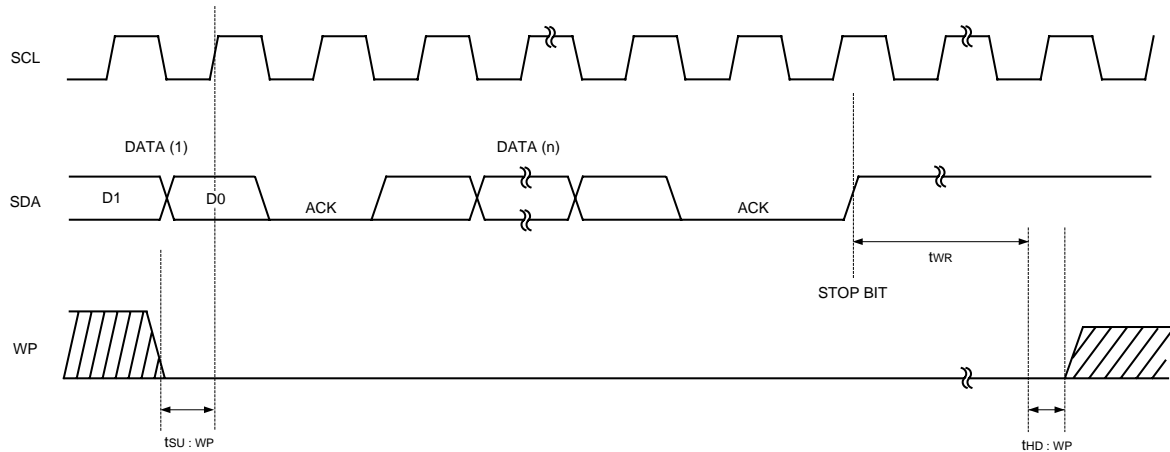 SCL
DATA (1)
DATA (n)
SDA
D1
D0
ACK
ACK
tWR
STOP BIT
WP
tSU : WP
tHD : WP